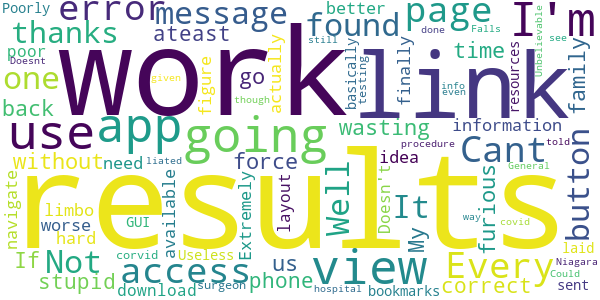 Poorly error message better page I'm
thanks ateast found done Falls see Unbelievable
poor still
work link
one go figure actually basically testing finally time info even resources family
back given though
use app going wasting information Cant button
navigate without need force idea procedure told
results
limbo GUI available Extremely layout Well Doesn't It furious General
If worse hard corvid liated Useless My way covid laid
Not access us view Every Niagara
stupid download surgeon phone hospital bookmarks correct Could sent
Doesnt